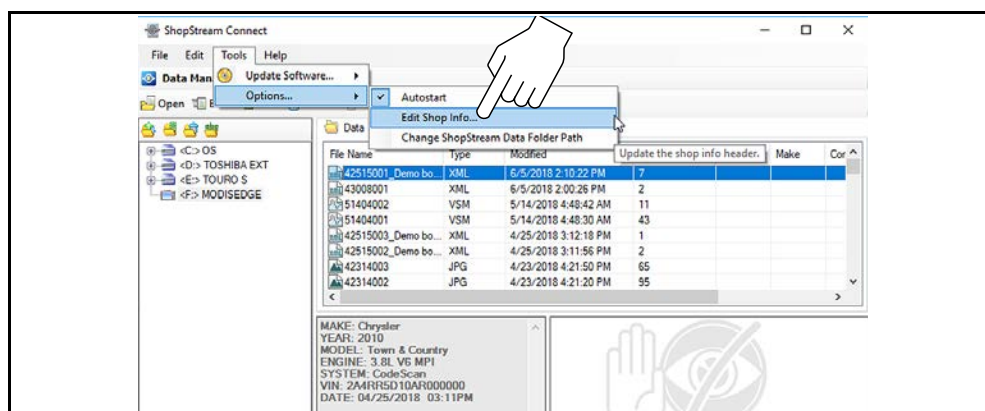 ShopStream Connect
File Edit Tools Help
Data Man Update Software...
Open Options... Autostart
Edit Shop Info...
Change ShopStream Data Folder Path
Update the shop info header.
<C:> OS
<D:> TOSHIBA EXT
<E:> TOURO S
<F:> MODISEDGE
Data
File Name Type Modified Make
42515001_Demo bo... XML 6/5/2018 2:10:22 PM 7
43008001 XML 6/5/2018 2:00:26 PM 2
51404002 VSM 5/14/2018 4:48:42 AM 11
51404001 VSM 5/14/2018 4:48:30 AM 43
42515003_Demo bo... XML 4/25/2018 3:12:18 PM 1
42515002_Demo bo... XML 4/25/2018 3:11:56 PM 2
42314003 JPG 4/23/2018 4:21:50 PM 65
42314002 JPG 4/23/2018 4:21:20 PM 95
MAKE: Chrysler
YEAR: 2010
MODEL: Town & Country
ENGINE: 3.8L V6 MPI
SYSTEM: CodeScan
VIN: 2A4RR5D10AR000000
DATE: 04/25/2018 03:11PM